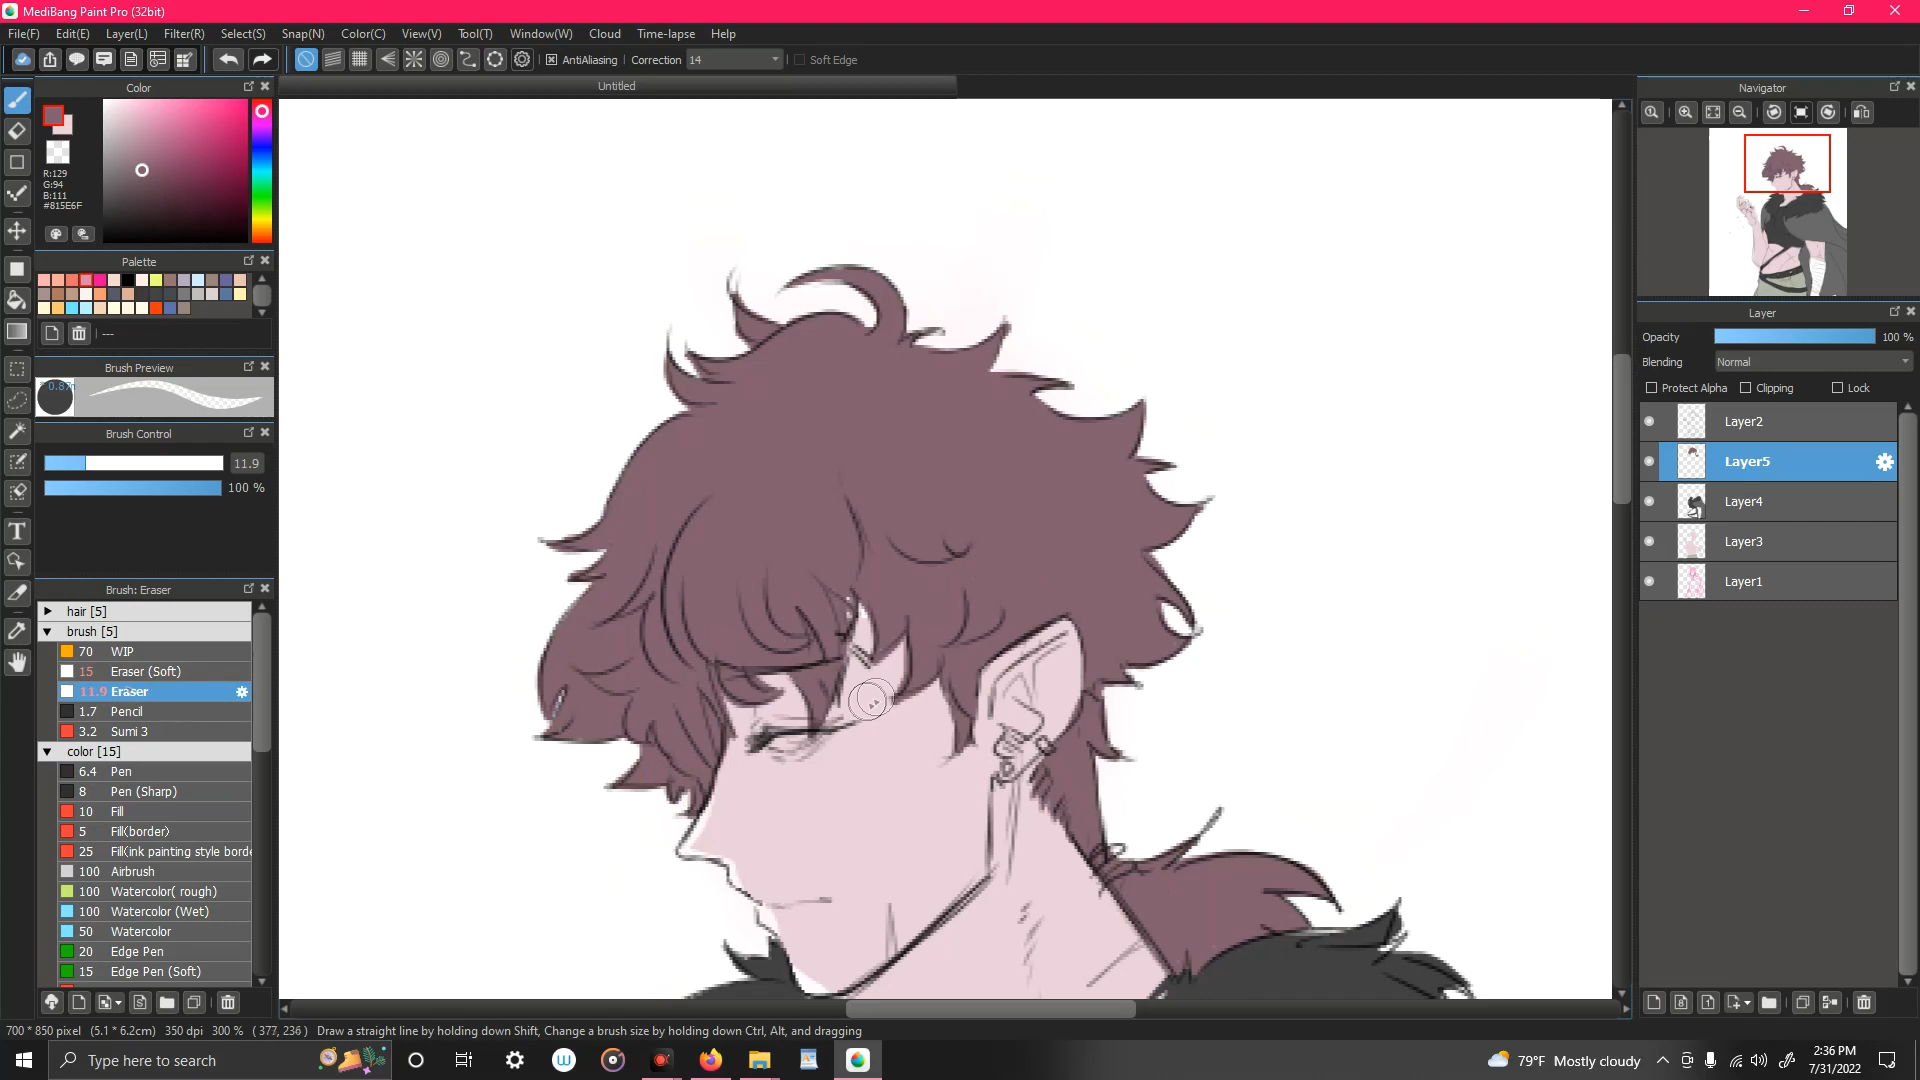 MediBang Paint Pro (32bit)
File(F) Edit(E) Layer(L) Filter(R) Select(S) Snap(N) Color(C) View(V) Tool(T) Window(W) Cloud Time-lapse Help
AntiAliasing Correction 14 Soft Edge
Untitled
Color
R:129
G:94
B:111
#815E6F
Palette
---
Brush Preview
Brush Control
11.9
100 %
Brush: Eraser
hair [5]
brush [5]
70 WIP
15 Eraser (Soft)
11.9 Eraser
1.7 Pencil
3.2 Sumi 3
color [15]
6.4 Pen
8 Pen (Sharp)
10 Fill
5 Fill(border)
25 Fill(ink painting style borde
100 Airbrush
100 Watercolor( rough)
100 Watercolor (Wet)
50 Watercolor
20 Edge Pen
15 Edge Pen (Soft)
Navigator
Layer
Opacity 100 %
Blending Normal
Protect Alpha Clipping Lock
Layer2
Layer5
Layer4
Layer3
Layer1
700 * 850 pixel (5.1 * 6.2cm) 350 dpi 300 % ( 377, 236 ) Draw a straight line by holding down Shift, Change a brush size by holding down Ctrl, Alt, and dragging
Type here to search
79°F Mostly cloudy
2:36 PM
7/31/2022